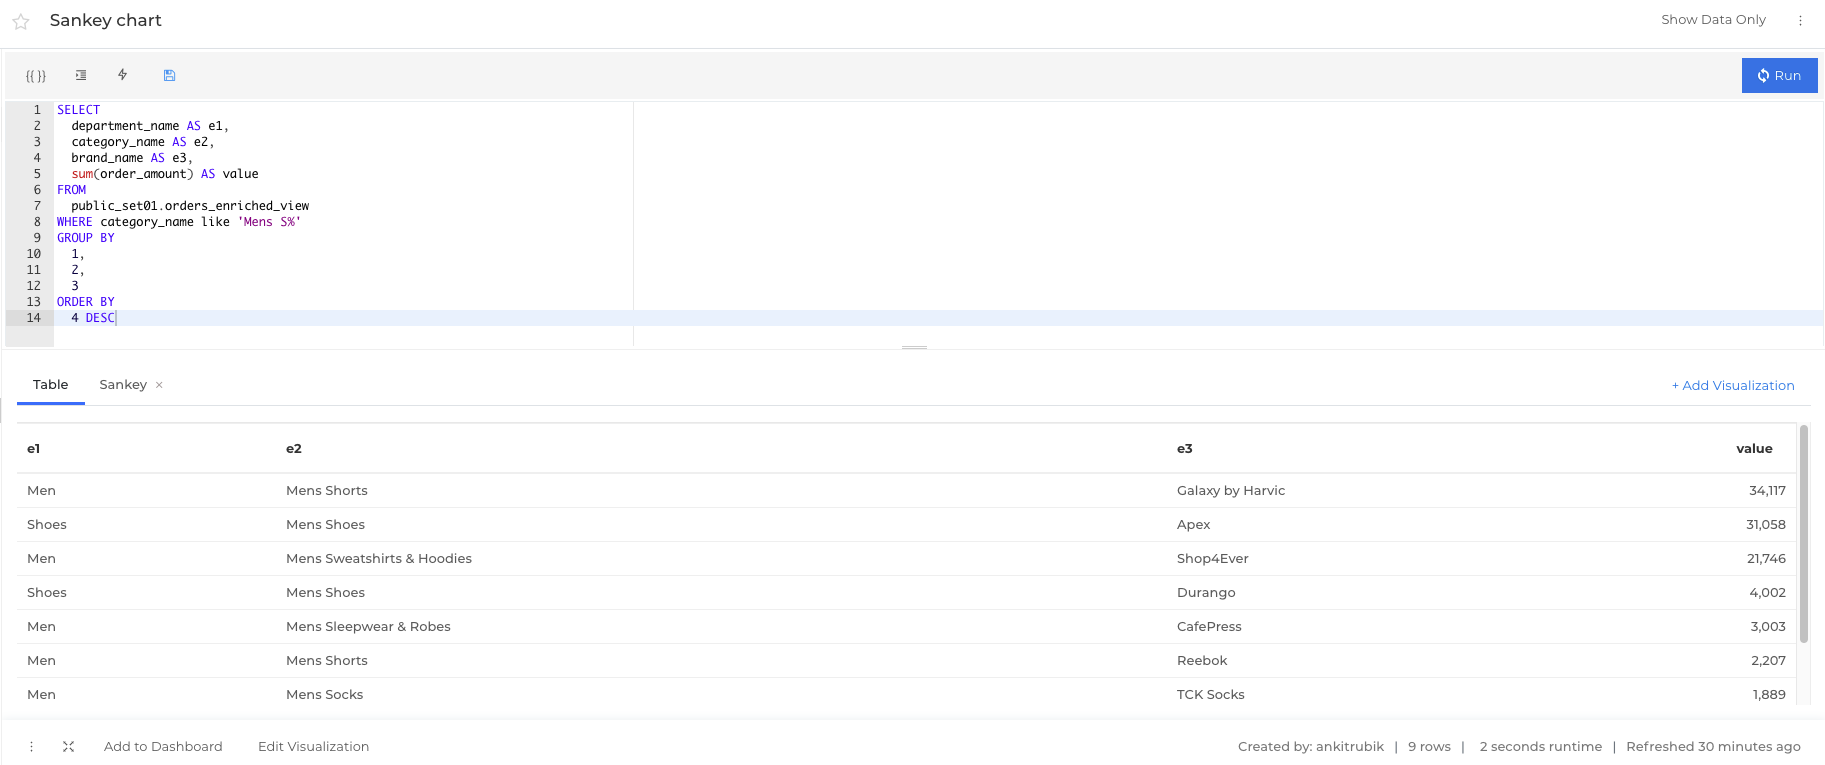 Sankey chart
Show Data Only
{{ }}
Run
1 SELECT
2 department_name AS e1,
3 category_name AS e2,
4 brand_name AS e3,
5 sum(order_amount) AS value
6 FROM
7 public_set01.orders_enriched_view
8 WHERE category_name like 'Mens S%'
9 GROUP BY
10 1,
11 2,
12 3
13 ORDER BY
14 4 DESC
Table Sankey ×
+ Add Visualization
e1 e2 e3 value
Men Mens Shorts Galaxy by Harvic 34,117
Shoes Mens Shoes Apex 31,058
Men Mens Sweatshirts & Hoodies Shop4Ever 21,746
Shoes Mens Shoes Durango 4,002
Men Mens Sleepwear & Robes CafePress 3,003
Men Mens Shorts Reebok 2,207
Men Mens Socks TCK Socks 1,889
Add to Dashboard Edit Visualization Created by: ankitrubik | 9 rows | 2 seconds runtime | Refreshed 30 minutes ago